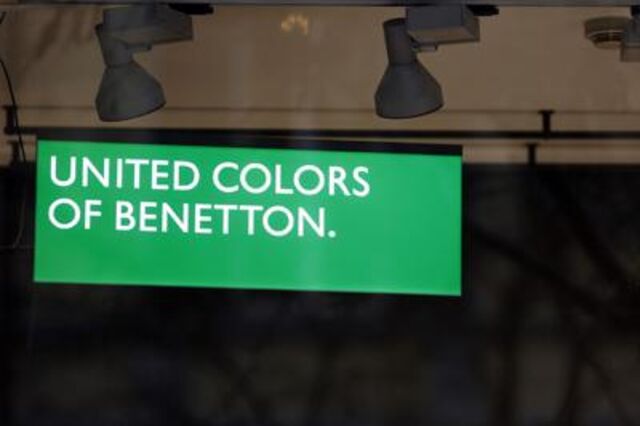 UNITED COLORS
OF BENETTON.